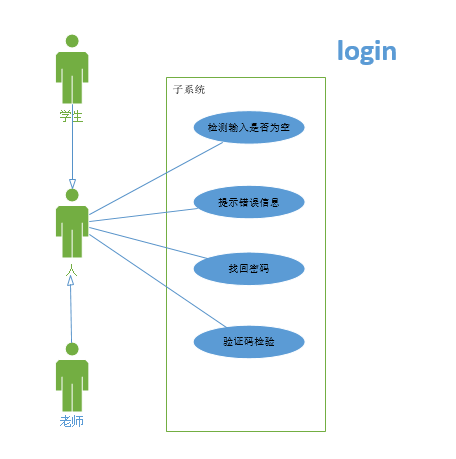 login
子系统
学生
检测输入是否为空
提示错误信息
人
找回密码
验证码检验
老师